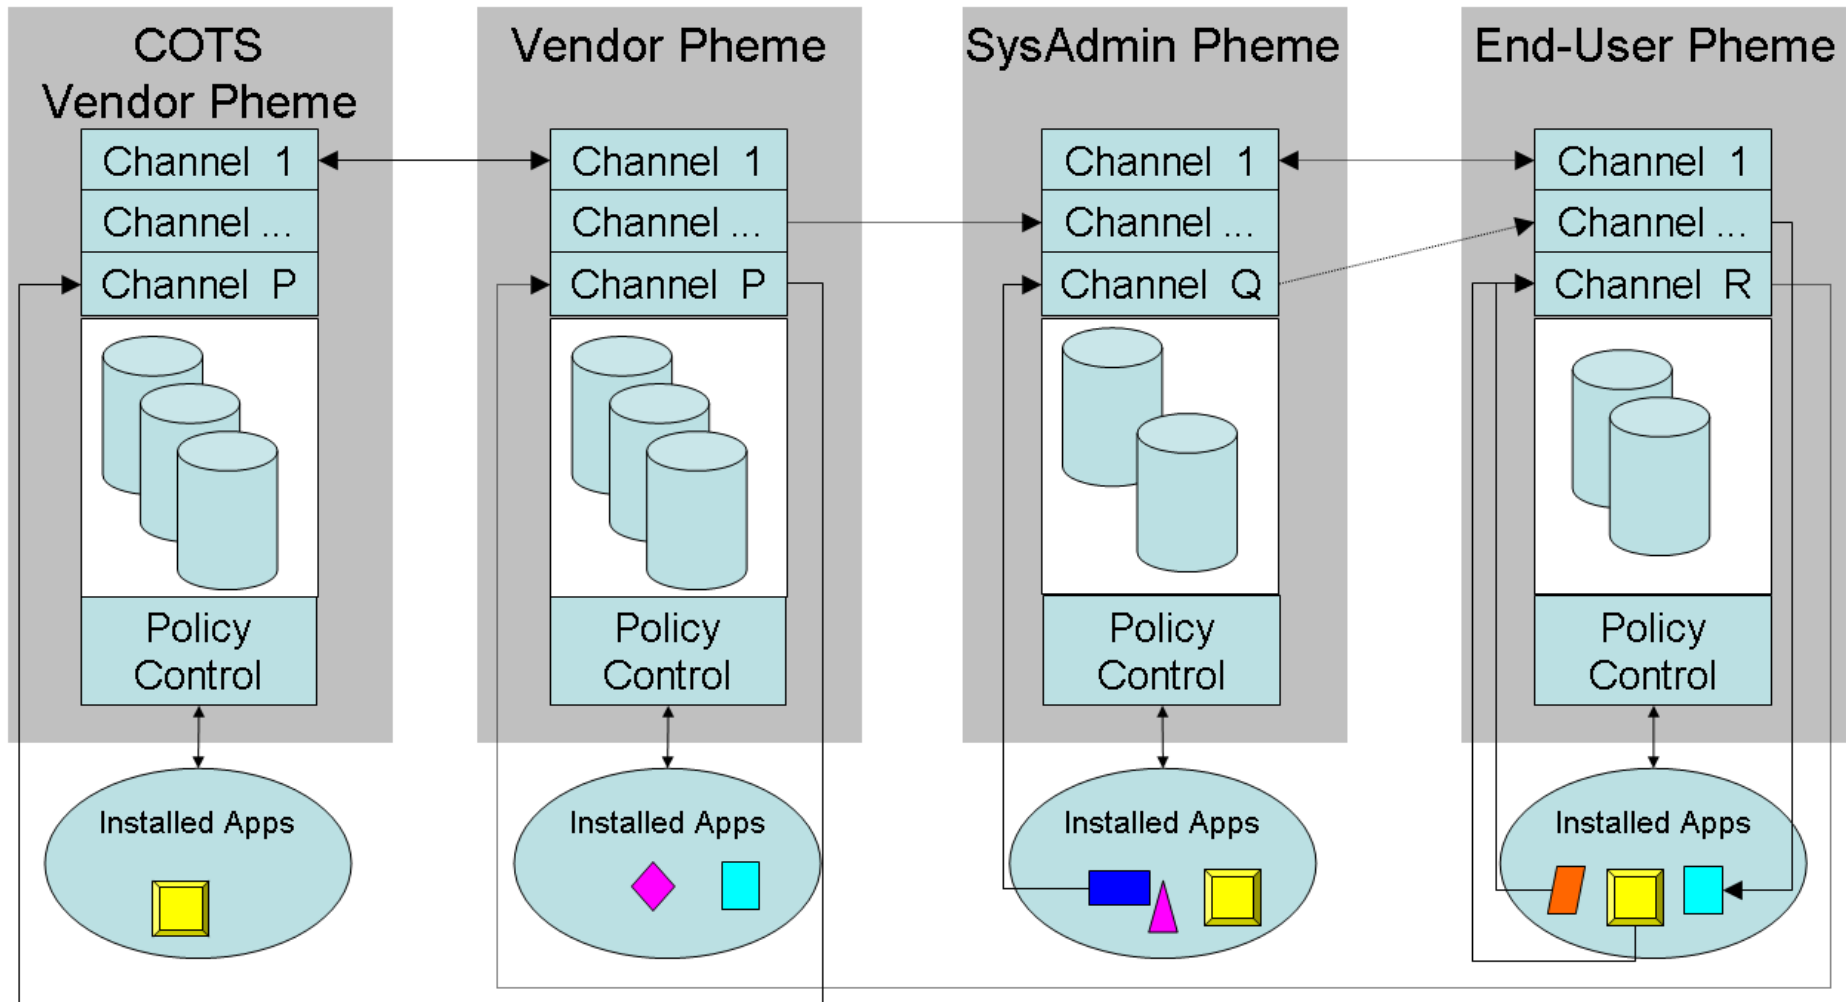 COTS
Vendor Pheme
Channel 1
Channel ...
Channel P
Policy
Control
Installed Apps
Vendor Pheme
Channel 1
Channel ...
Channel P
Policy
Control
Installed Apps
SysAdmin Pheme
Channel 1
Channel ...
Channel Q
Policy
Control
Installed Apps
End-User Pheme
Channel 1
Channel ...
Channel R
Policy
Control
Installed Apps